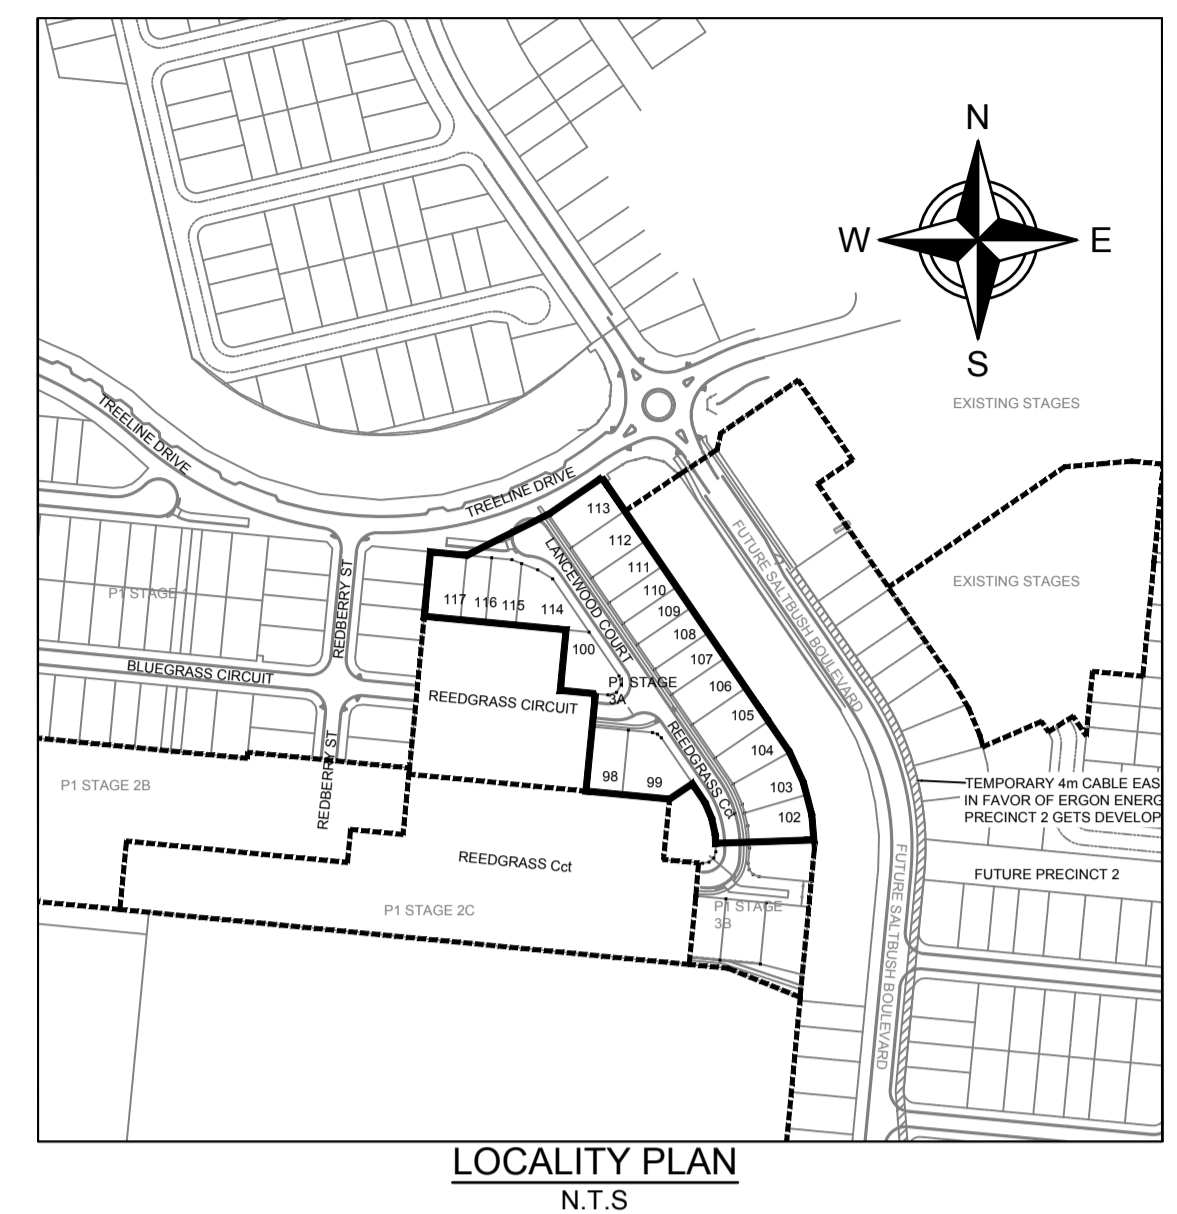 N
W
E
S
EXISTING STAGES
TREELINE DRIVE
TREELINE DRIVE
113
112
111
110
109
108
107
106
105
104
103
102
LANCEWOOD COURT
FUTURE SALTBUSH BOULEVARD
EXISTING STAGES
P1 STAGE 1
REDBERRY ST
117
116
115
114
100
BLUEGRASS CIRCUIT
P1 STAGE
3A
REEDGRASS CIRCUIT
REEDGRASS Cct
98
99
REDBERRY ST
P1 STAGE 2B
TEMPORARY 4m CABLE EAS
IN FAVOR OF ERGON ENERG
PRECINCT 2 GETS DEVELOP
REEDGRASS Cct
FUTURE PRECINCT 2
P1 STAGE 2C
P1 STAGE
3B
FUTURE SALTBUSH BOULEVARD
LOCALITY PLAN
N.T.S